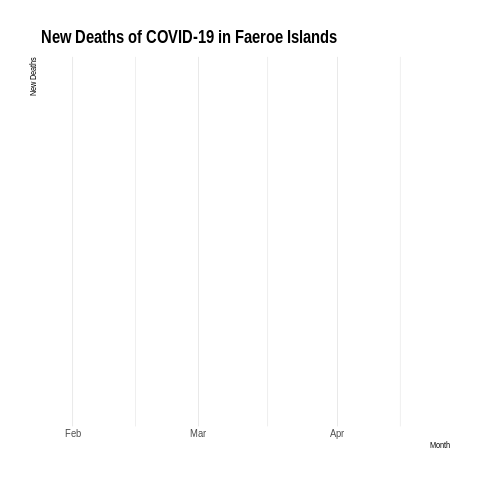 New Deaths of COVID-19 in Faeroe Islands
New Deaths
Feb Mar Apr
Month